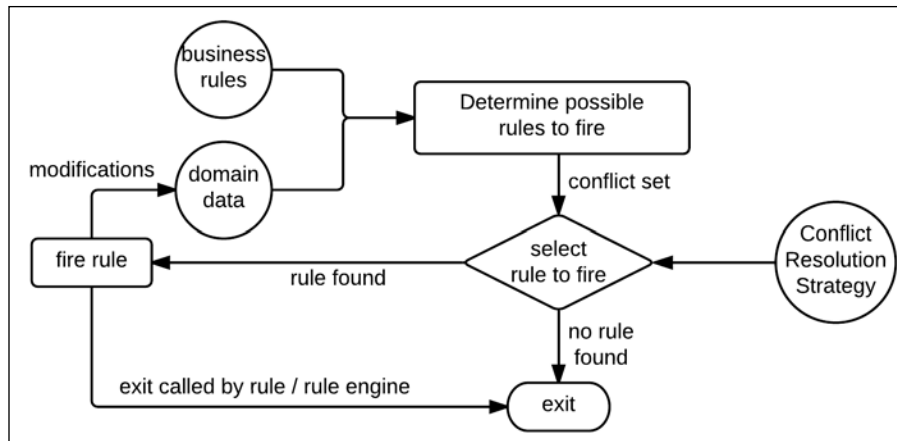 business
rules
Determine possible
rules to fire
modifications
domain
data
conflict set
Conflict
Resolution
Strategy
select
rule to fire
fire rule
rule found
no rule
found
exit called by rule / rule engine
exit